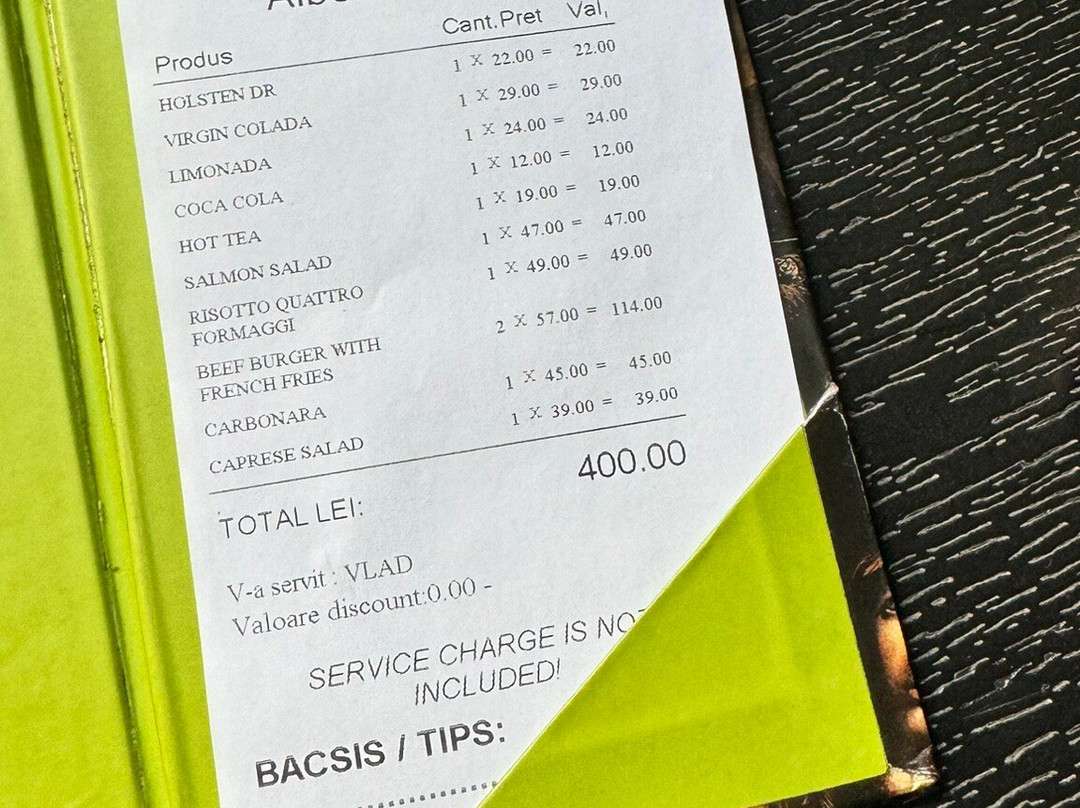 Cant.Pret Val,
Produs
HOLSTEN DR 1 X 22.00 = 22.00
VIRGIN COLADA 1 X 29.00 = 29.00
LIMONADA 1 X 24.00 = 24.00
COCA COLA 1 X 12.00 = 12.00
HOT TEA 1 X 19.00 = 19.00
SALMON SALAD 1 X 47.00 = 47.00
RISOTTO QUATTRO 1 X 49.00 = 49.00
FORMAGGI
BEEF BURGER WITH 2 X 57.00 = 114.00
FRENCH FRIES
CARBONARA 1 X 45.00 = 45.00
CAPRESE SALAD 1 X 39.00 = 39.00
TOTAL LEI: 400.00
V-a servit : VLAD
Valoare discount:0.00 -
SERVICE CHARGE IS NOT
INCLUDED!
BACSIS / TIPS: